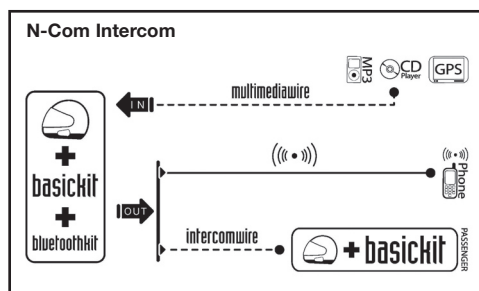 N-Com Intercom
MP3
CD
Player
GPS
multimediawire
IN
basickit
bluetoothkit
OUT
Phone
intercomwire
basickit
PASSENGER